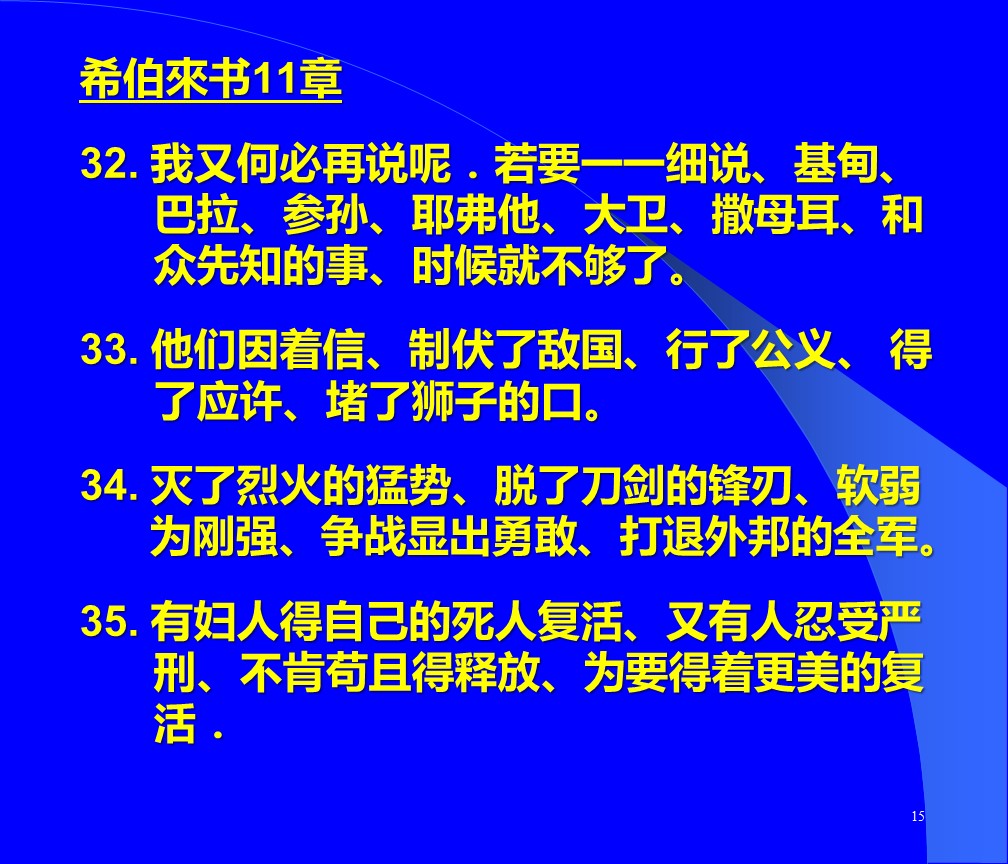 希伯來书11章
32. 我又何必再说呢．若要一一细说、基甸、
巴拉、参孙、耶弗他、大卫、撒母耳、和
众先知的事、时候就不够了。
33. 他们因着信、制伏了敌国、行了公义、 得
了应许、堵了狮子的口。
34. 灭了烈火的猛势、脱了刀剑的锋刃、软弱
为刚强、争战显出勇敢、打退外邦的全军。
35. 有妇人得自己的死人复活、又有人忍受严
刑、不肯苟且得释放、为要得着更美的复
活．
15